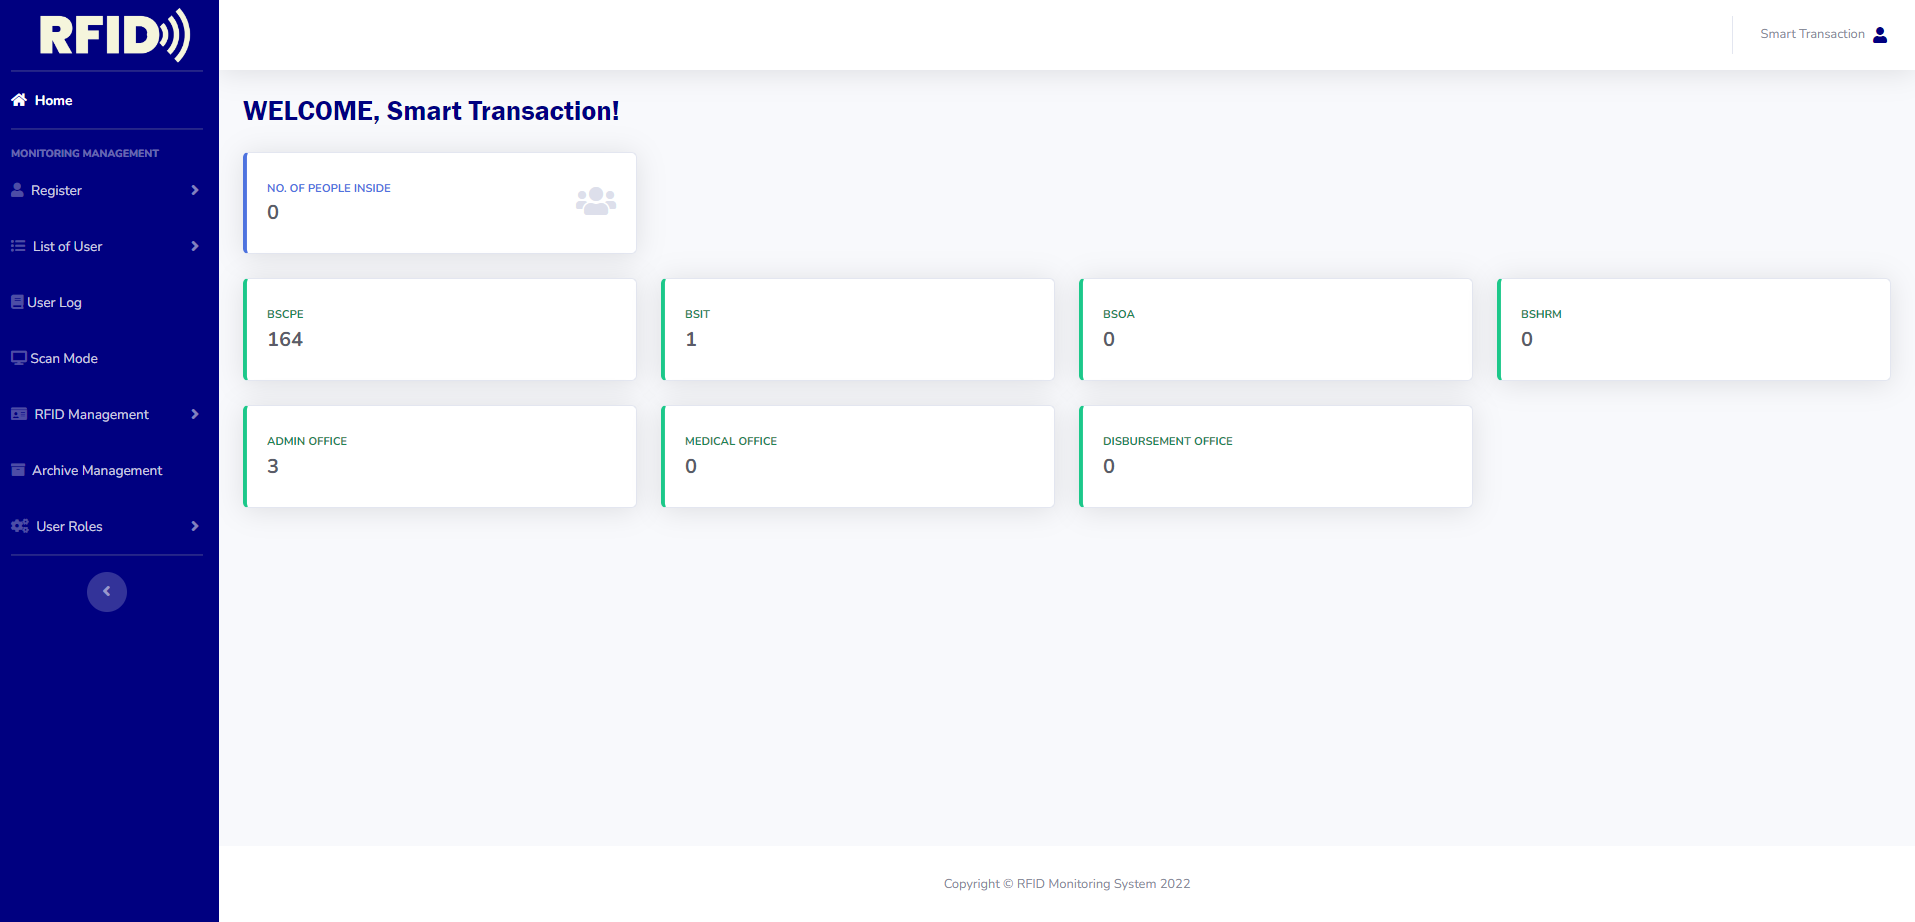 RFID
Smart Transaction
Home
WELCOME, Smart Transaction!
MONITORING MANAGEMENT
Register
List of User
User Log
Scan Mode
RFID Management
Archive Management
User Roles
NO. OF PEOPLE INSIDE
0
BSCPE
164
BSIT
1
BSOA
0
BSHRM
0
ADMIN OFFICE
3
MEDICAL OFFICE
0
DISBURSEMENT OFFICE
0
Copyright © RFID Monitoring System 2022